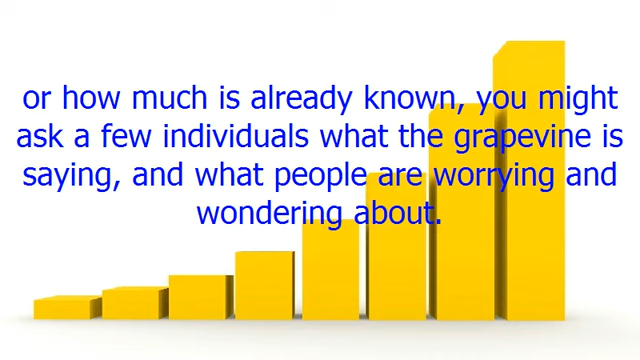 or how much is already known, you might
ask a few individuals what the grapevine is
saying, and what people are worrying and
wondering about.